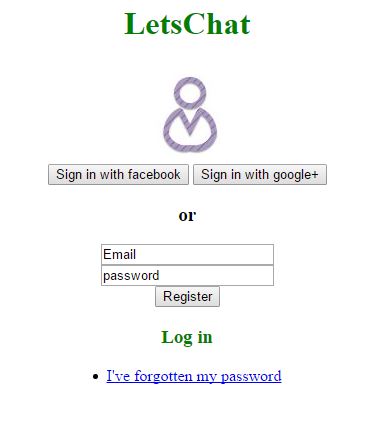 LetsChat
Sign in with facebook Sign in with google+
or
Email
password
Register
Log in
I've forgotten my password